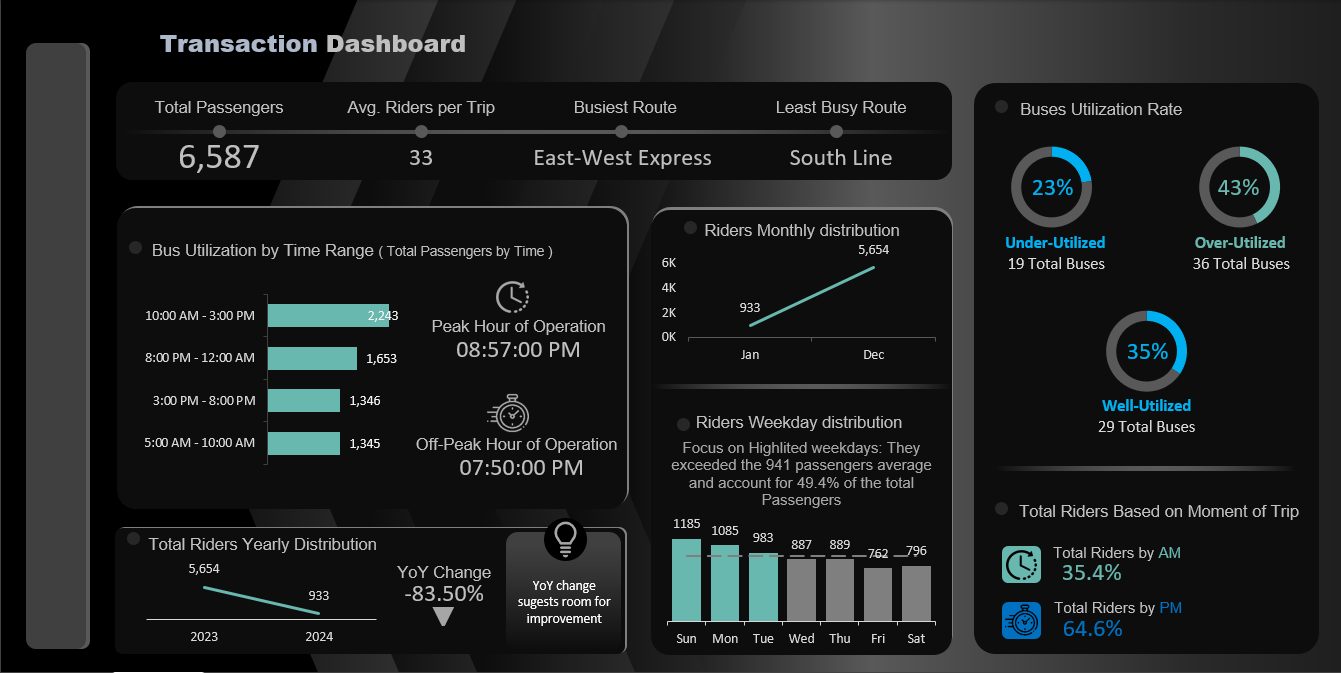 Transaction Dashboard
Total Passengers
6,587
Avg. Riders per Trip
33
Busiest Route
East-West Express
Least Busy Route
South Line
Bus Utilization by Time Range ( Total Passengers by Time )
10:00 AM - 3:00 PM
2,243
8:00 PM - 12:00 AM
1,653
3:00 PM - 8:00 PM
1,346
5:00 AM - 10:00 AM
1,345
Peak Hour of Operation
08:57:00 PM
Off-Peak Hour of Operation
07:50:00 PM
Total Riders Yearly Distribution
5,654
933
2023
2024
YoY Change
-83.50%
YoY change
sugests room for
improvement
Riders Monthly distribution
6K
4K
2K
0K
933
5,654
Jan
Dec
Riders Weekday distribution
Focus on Highlited weekdays: They
exceeded the 941 passengers average
and account for 49.4% of the total
Passengers
1185
1085
983
887
889
762
796
Sun
Mon
Tue
Wed
Thu
Fri
Sat
Buses Utilization Rate
23%
Under-Utilized
19 Total Buses
43%
Over-Utilized
36 Total Buses
35%
Well-Utilized
29 Total Buses
Total Riders Based on Moment of Trip
Total Riders by AM
35.4%
Total Riders by PM
64.6%